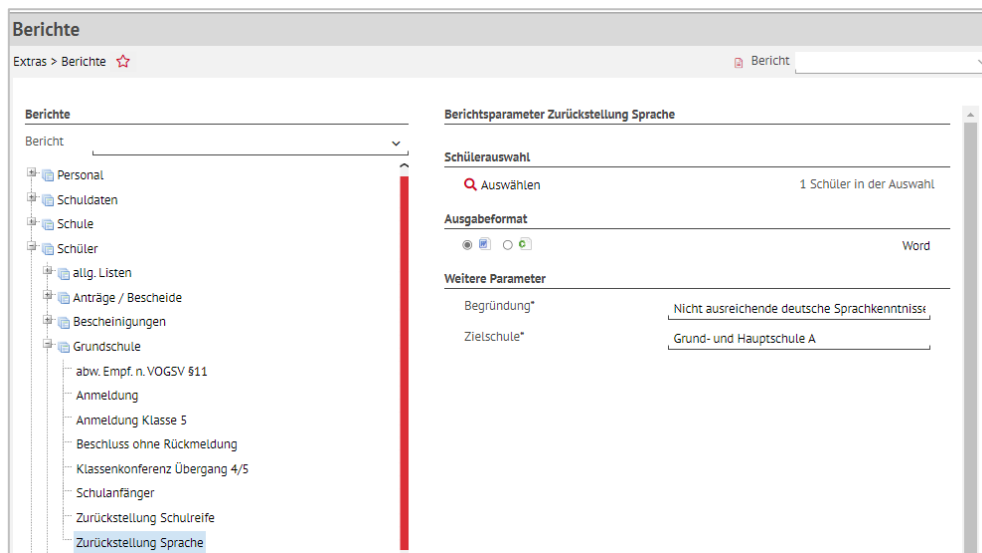 Berichte
Extras > Berichte
Bericht
Berichte
Bericht
Personal
Schuldaten
Schule
Schüler
allg. Listen
Anträge / Bescheide
Bescheinigungen
Grundschule
abw. Empf. n. VOGSV §11
Anmeldung
Anmeldung Klasse 5
Beschluss ohne Rückmeldung
Klassenkonferenz Übergang 4/5
Schulanfänger
Zurückstellung Schulreife
Zurückstellung Sprache
Berichtsparameter Zurückstellung Sprache
Schülerauswahl
Auswählen 1 Schüler in der Auswahl
Ausgabeformat
Word
Weitere Parameter
Begründung* Nicht ausreichende deutsche Sprachkenntnisse
Zielschule* Grund- und Hauptschule A